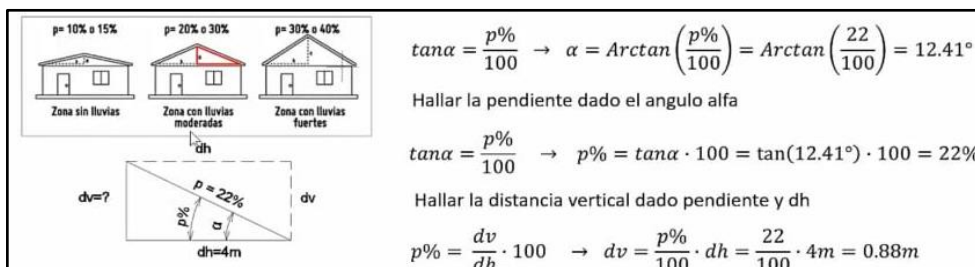 p= 10% o 15%
p= 20% o 30%
p= 30% o 40%
Zona sin lluvias
Zona con lluvias
moderadas
Zona con lluvias
fuertes
dh
dv=?
p = 22%
dv
p%
α
dh=4m
tanα = p%/100 → α = Arctan(p%/100) = Arctan(22/100) = 12.41°
Hallar la pendiente dado el angulo alfa
tanα = p%/100 → p% = tanα · 100 = tan(12.41°) · 100 = 22%
Hallar la distancia vertical dado pendiente y dh
p% = dv/dh · 100 → dv = p%/100 · dh = 22/100 · 4m = 0.88m